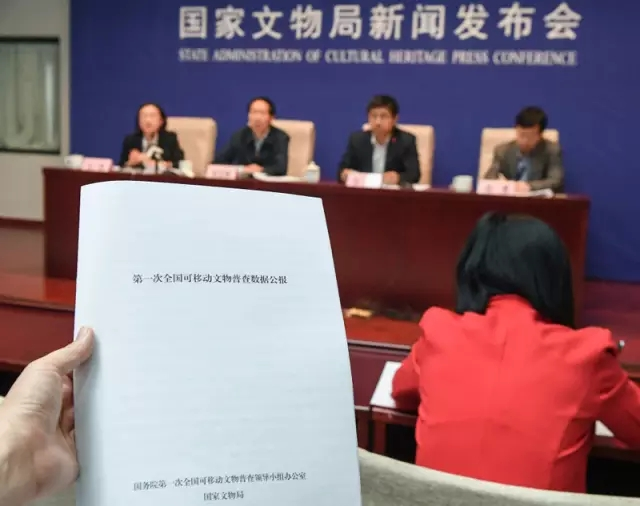 国家文物局新闻发布会
STATE ADMINISTRATION OF CULTURAL HERITAGE PRESS CONFERENCE
第一次全国可移动文物普查数据公报
国务院第一次全国可移动文物普查领导小组办公室
国家文物局